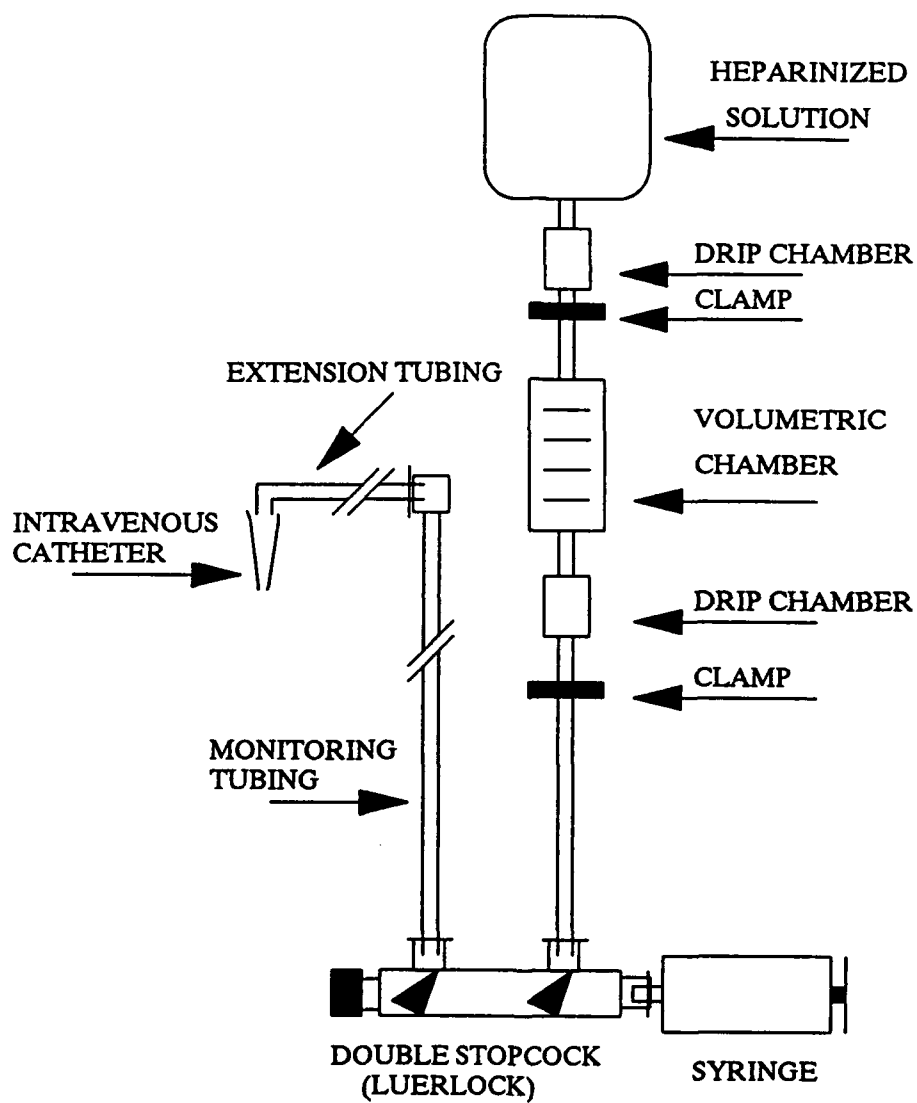 HEPARINIZED
SOLUTION
DRIP CHAMBER
CLAMP
EXTENSION TUBING
VOLUMETRIC
CHAMBER
INTRAVENOUS
CATHETER
DRIP CHAMBER
CLAMP
MONITORING
TUBING
DOUBLE STOPCOCK
(LUERLOCK)
SYRINGE